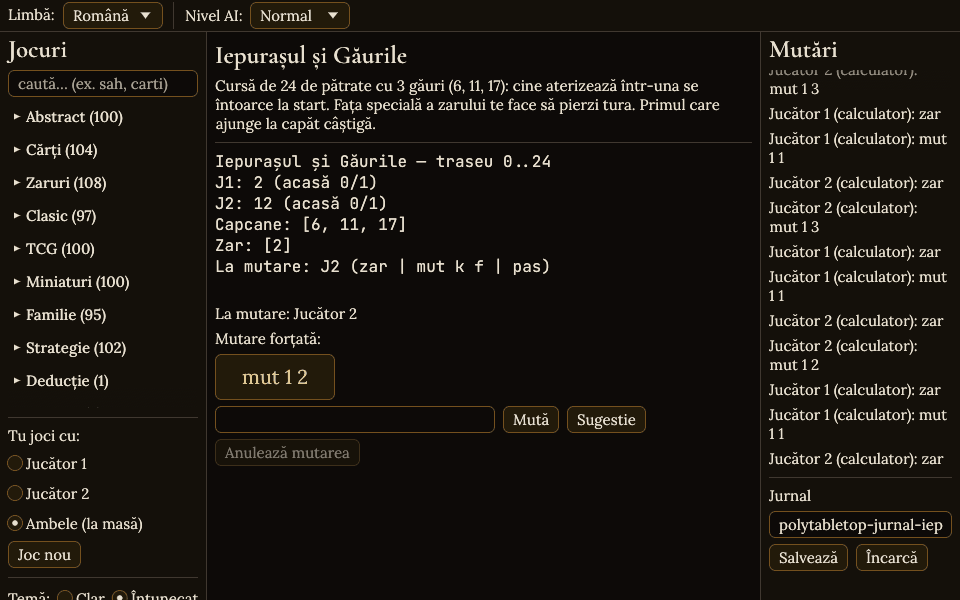 Limbă: Română ▼ Nivel AI: Normal ▼
Jocuri
caută... (ex. sah, carti)
▸ Abstract (100)
▸ Cărți (104)
▸ Zaruri (108)
▸ Clasic (97)
▸ TCG (100)
▸ Miniaturi (100)
▸ Familie (95)
▸ Strategie (102)
▸ Deducție (1)
Tu joci cu:
Jucător 1
Jucător 2
Ambele (la masă)
Joc nou
Temă: Clar Întunecat
Iepurașul și Găurile
Cursă de 24 de pătrate cu 3 găuri (6, 11, 17): cine aterizează într-una se
întoarce la start. Fața specială a zarului te face să pierzi tura. Primul care
ajunge la capăt câștigă.
Iepurașul și Găurile — traseu 0..24
J1: 2 (acasă 0/1)
J2: 12 (acasă 0/1)
Capcane: [6, 11, 17]
Zar: [2]
La mutare: J2 (zar | mut k f | pas)
La mutare: Jucător 2
Mutare forțată:
mut 1 2
Mută Sugestie
Anulează mutarea
Mutări
Jucător 2 (calculator):
mut 1 3
Jucător 1 (calculator): zar
Jucător 1 (calculator): mut
1 1
Jucător 2 (calculator): zar
Jucător 2 (calculator):
mut 1 3
Jucător 1 (calculator): zar
Jucător 1 (calculator): mut
1 1
Jucător 2 (calculator): zar
Jucător 2 (calculator):
mut 1 2
Jucător 1 (calculator): zar
Jucător 1 (calculator): mut
1 1
Jucător 2 (calculator): zar
Jurnal
polytabletop-jurnal-iep
Salvează Încarcă